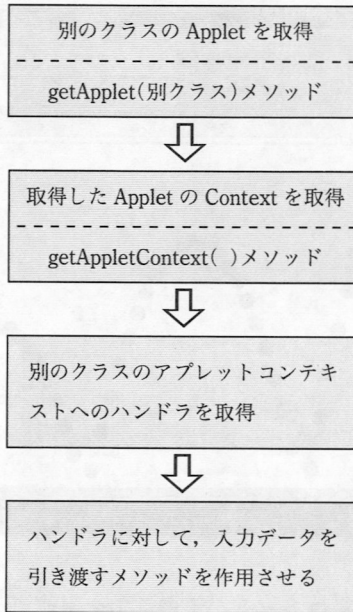 別のクラスの Applet を取得
getApplet(別クラス)メソッド
取得した Applet の Context を取得
getAppletContext( )メソッド
別のクラスのアプレットコンテキ
ストへのハンドラを取得
ハンドラに対して，入力データを
引き渡すメソッドを作用させる